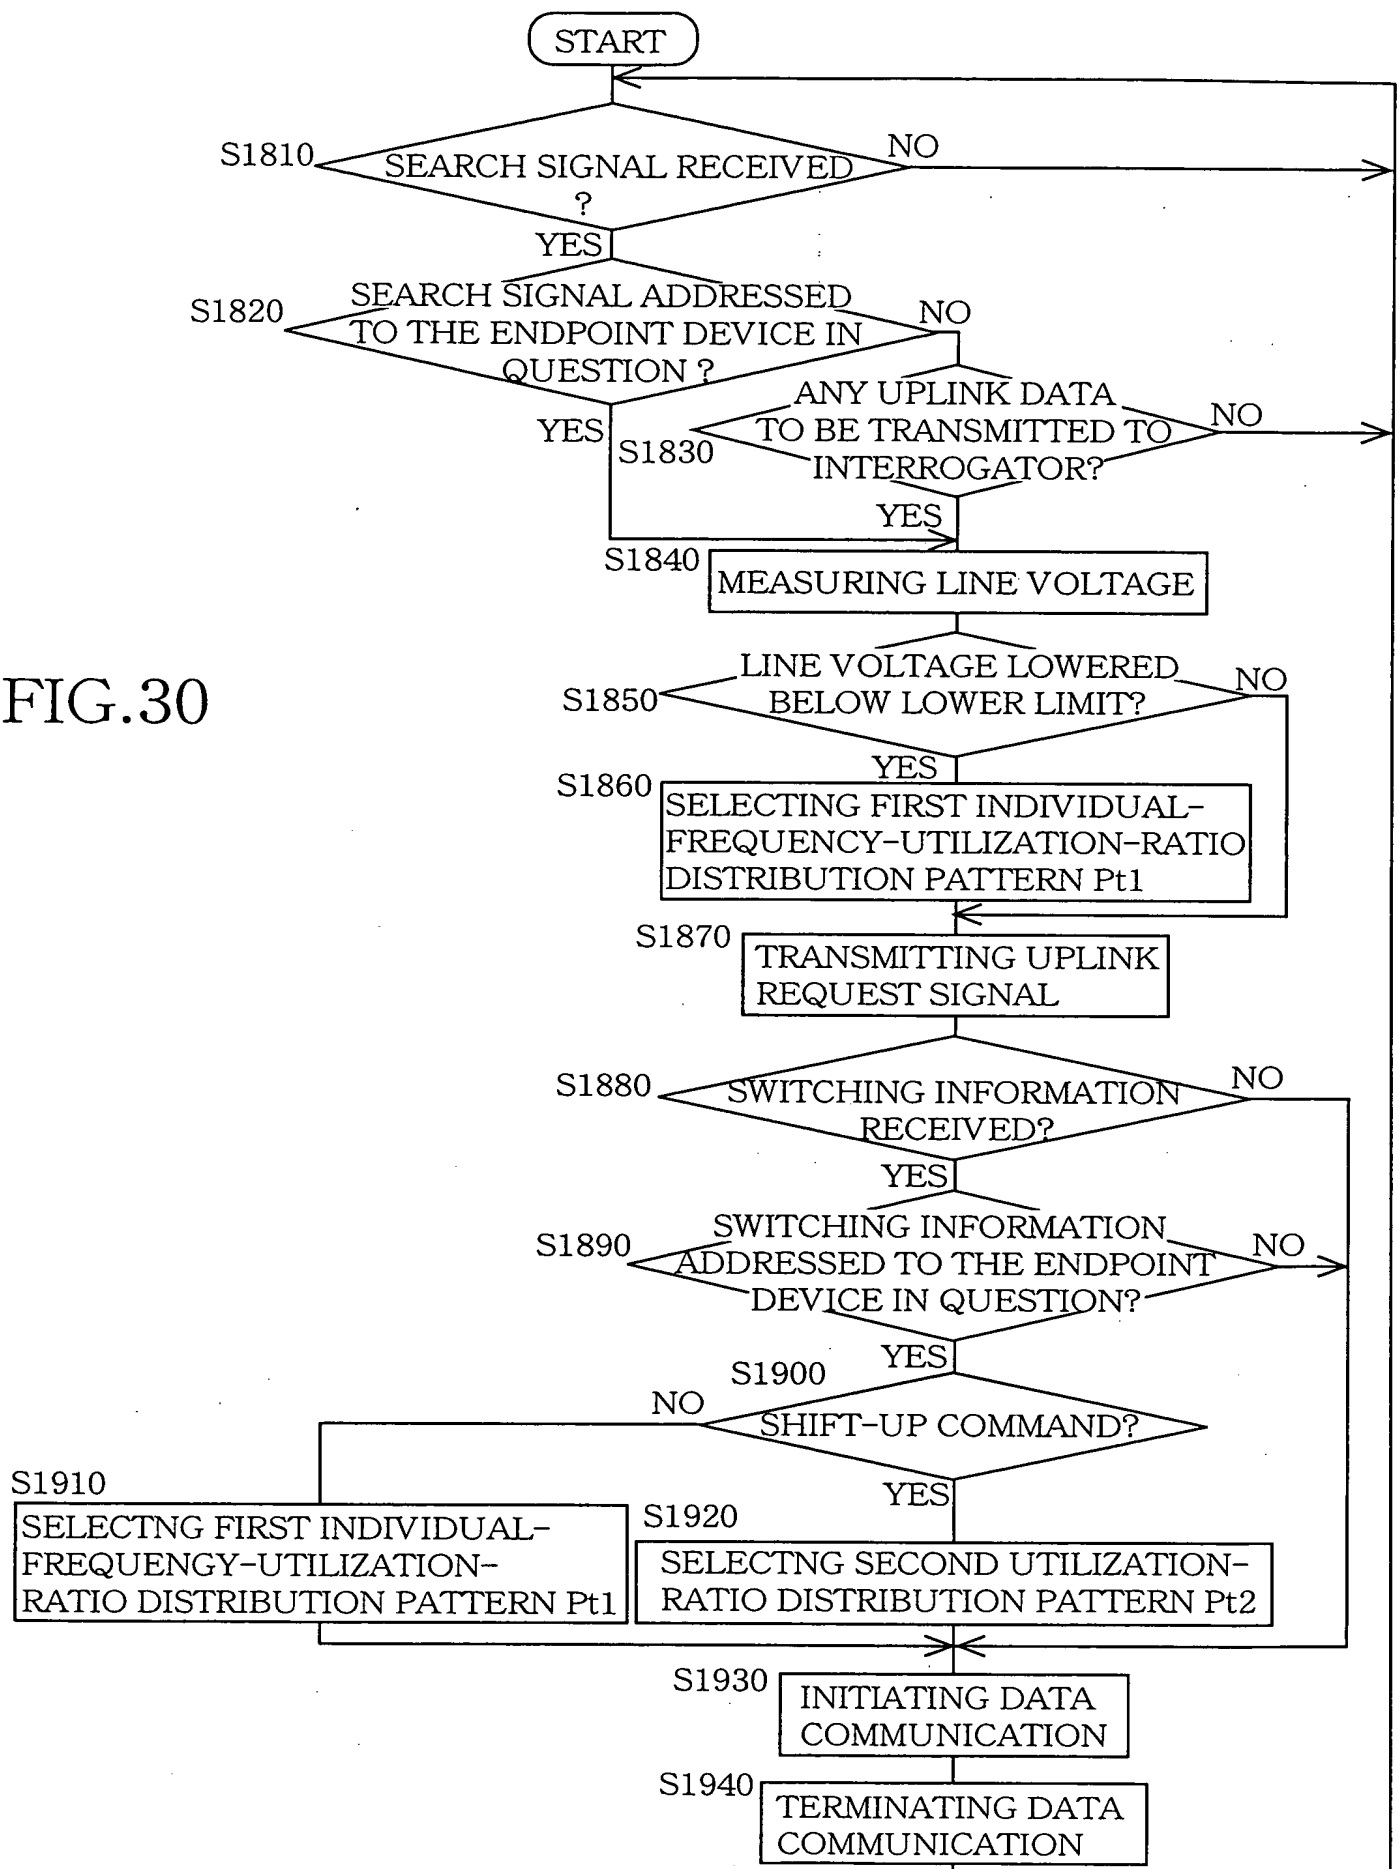 START
S1810
SEARCH SIGNAL RECEIVED
?
NO
YES
S1820
SEARCH SIGNAL ADDRESSED
TO THE ENDPOINT DEVICE IN
QUESTION ?
NO
YES
S1830
ANY UPLINK DATA
TO BE TRANSMITTED TO
INTERROGATOR?
NO
YES
S1840
MEASURING LINE VOLTAGE
FIG.30
S1850
LINE VOLTAGE LOWERED
BELOW LOWER LIMIT?
NO
YES
S1860
SELECTING FIRST INDIVIDUAL-
FREQUENCY-UTILIZATION-RATIO
DISTRIBUTION PATTERN Pt1
S1870
TRANSMITTING UPLINK
REQUEST SIGNAL
S1880
SWITCHING INFORMATION
RECEIVED?
NO
YES
S1890
SWITCHING INFORMATION
ADDRESSED TO THE ENDPOINT
DEVICE IN QUESTION?
NO
YES
S1900
SHIFT-UP COMMAND?
NO
YES
S1910
SELECTNG FIRST INDIVIDUAL-
FREQUENGY-UTILIZATION-
RATIO DISTRIBUTION PATTERN Pt1
S1920
SELECTNG SECOND UTILIZATION-
RATIO DISTRIBUTION PATTERN Pt2
S1930
INITIATING DATA
COMMUNICATION
S1940
TERMINATING DATA
COMMUNICATION